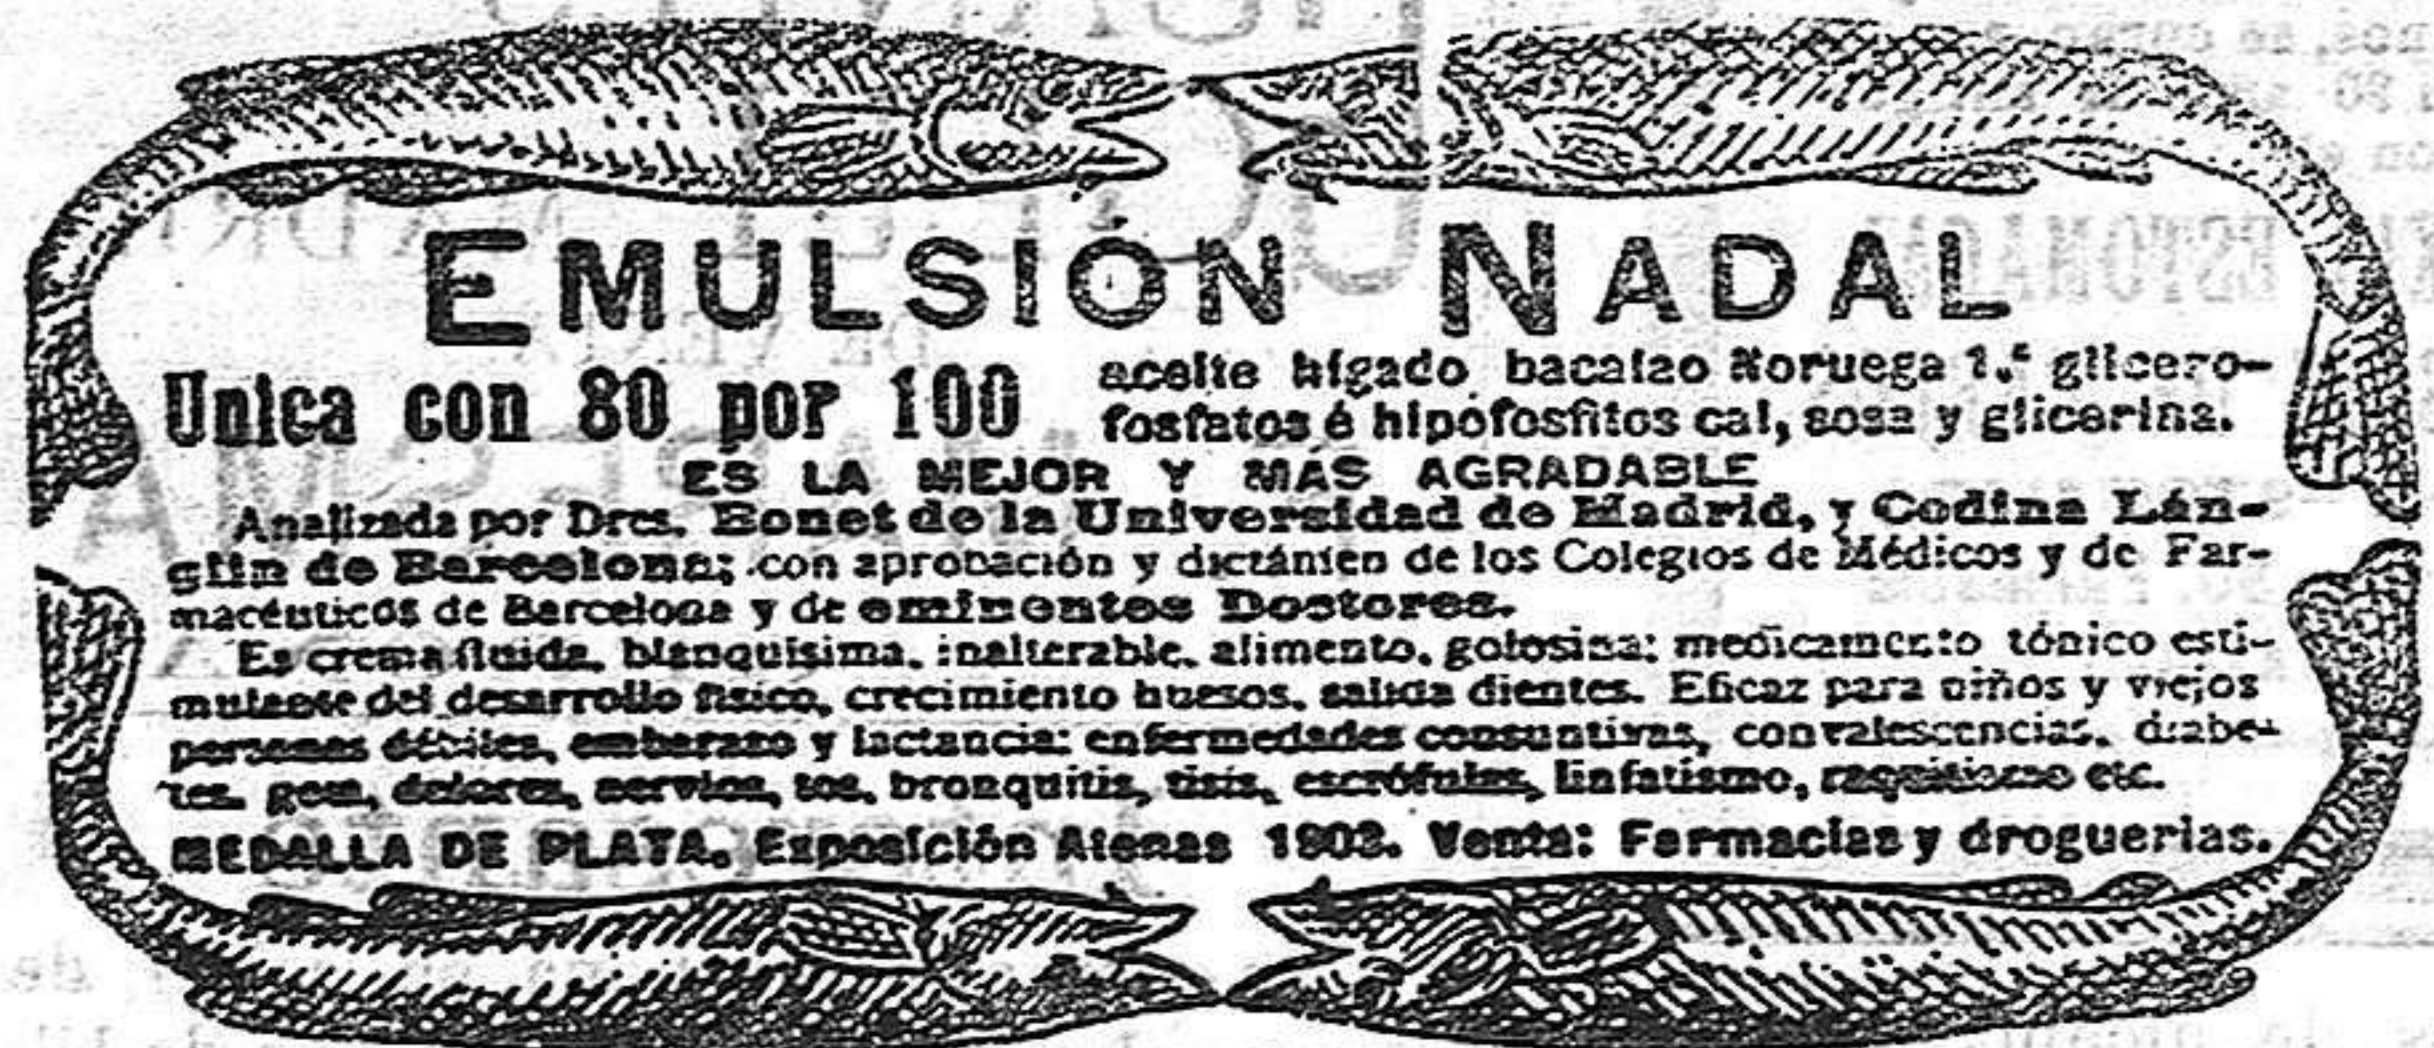 EMULSIÓN NADAL
Unica con 80 por 100 aceite hígado bacalao Noruega 1.ª glicero-
fosfatos é hipofosfitos cal, sosa y glicerina.
ES LA MEJOR Y MÁS AGRADABLE
Analizada por Dres. Bonet de la Universidad de Madrid, y Codina Län-
glin de Barcelona; con aprobación y dictámen de los Colegios de Médicos y de Far-
macéuticos de Barcelona y de eminentes Doctores.
Es crema fluida, blanquísima, inalterable, alimento, golosina; medicamento tónico esti-
mulante del desarrollo físico, crecimiento huesos, salida dientes. Eficaz para niños y viejos
personas débiles, embarazo y lactancia: enfermedades consuntivas, convalescencias, diabe-
tes, gota, dolores, nervios, tos, bronquitis, tisis, escrófulas, linfatismo, raquitismo etc.
MEDALLA DE PLATA. Exposición Atenas 1903. Venta: Farmacias y droguerías.